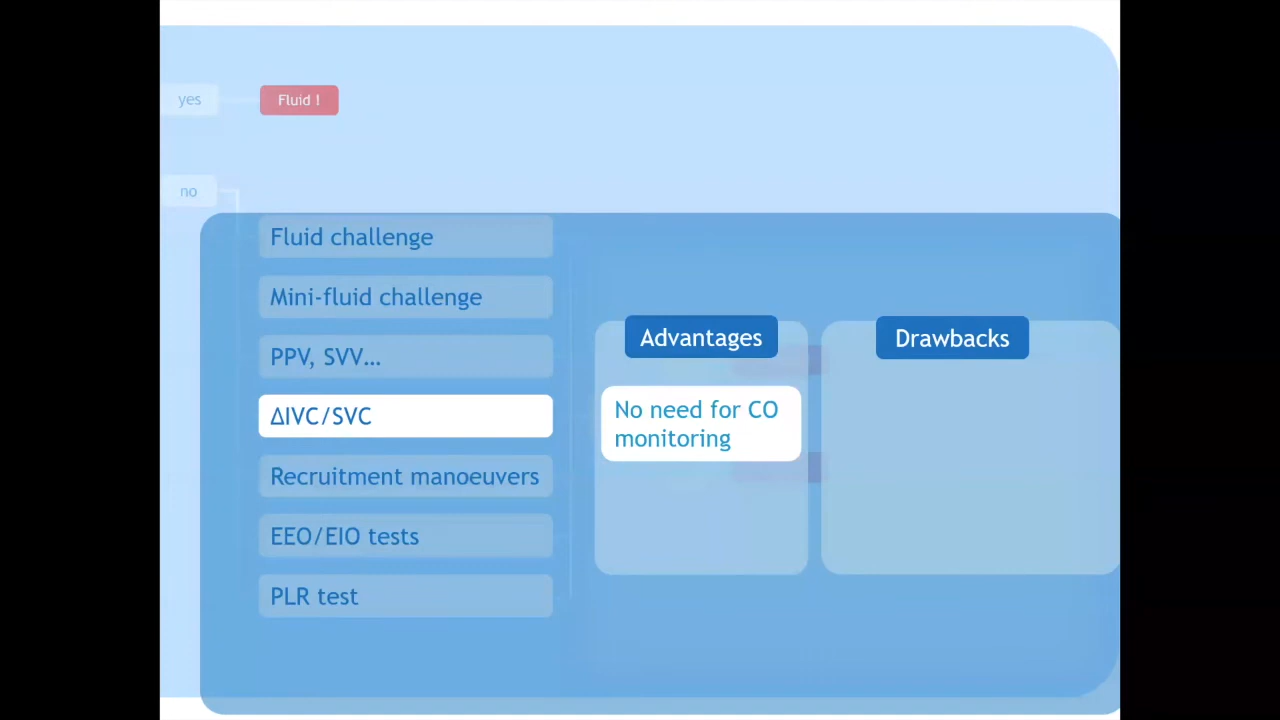 yes
Fluid !
no
Fluid challenge
Mini-fluid challenge
PPV, SVV...
ΔIVC/SVC
Recruitment manoeuvers
EEO/EIO tests
PLR test
Advantages
No need for CO
monitoring
Drawbacks